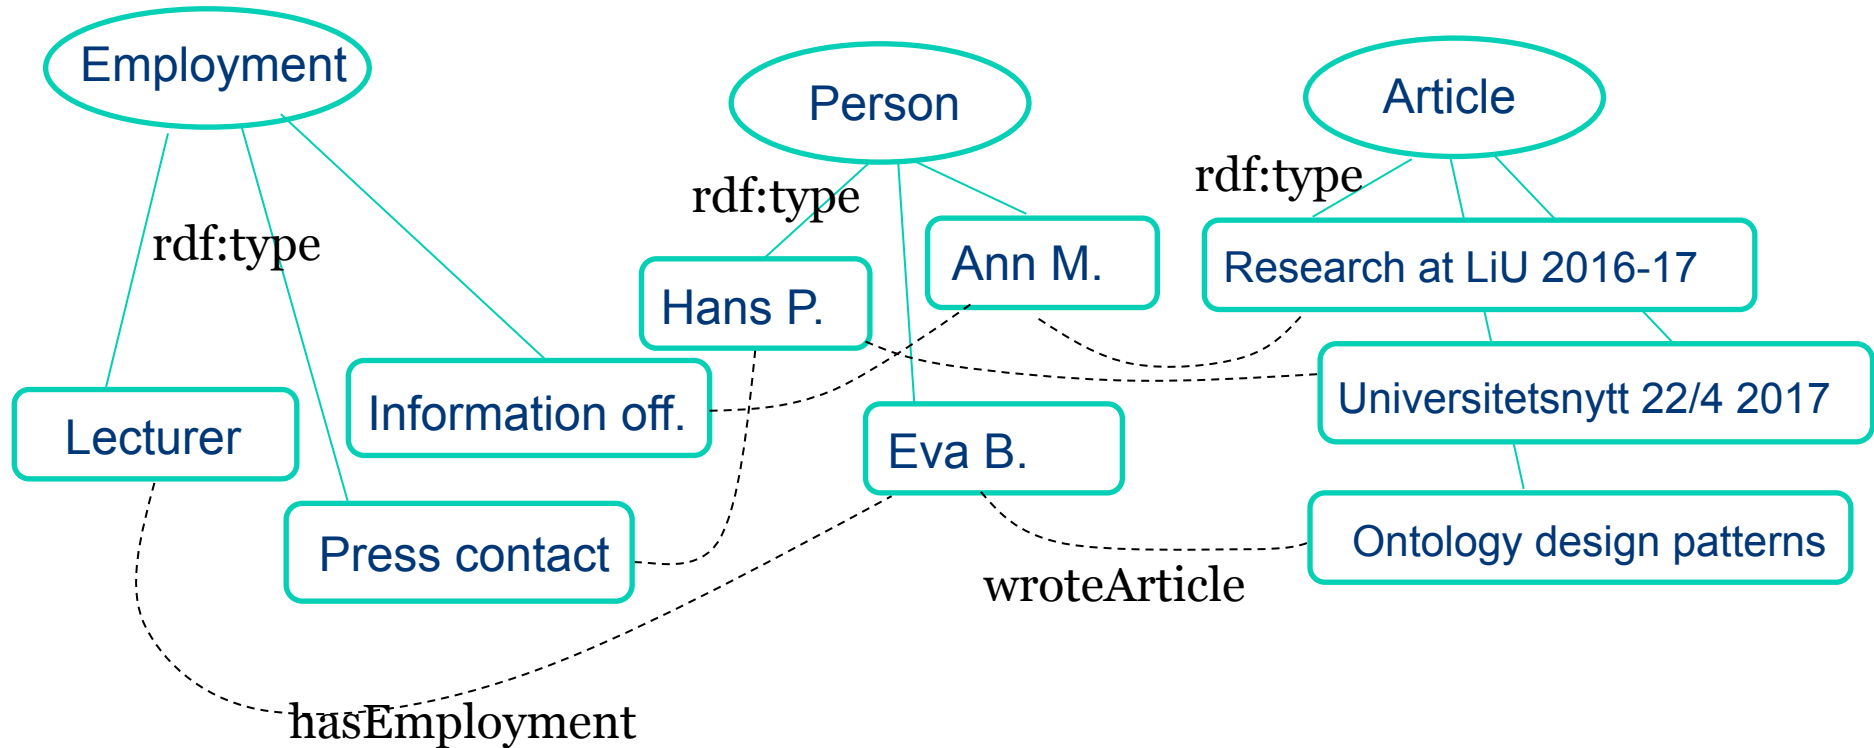 Employment
Person
Article
rdf:type
rdf:type
rdf:type
Hans P.
Ann M.
Research at LiU 2016-17
Lecturer
Information off.
Eva B.
Universitetsnytt 22/4 2017
Press contact
Ontology design patterns
wroteArticle
hasEmployment